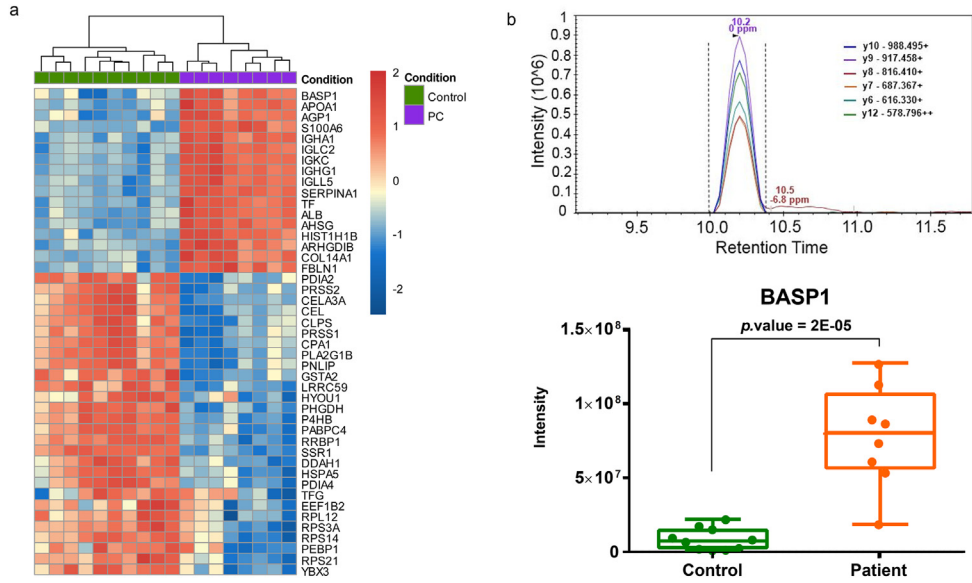 a
Condition
BASP1
APOA1
AGP1
S100A6
IGHA1
IGLC2
IGKC
IGHG1
IGLL5
SERPINA1
TF
ALB
AHSG
HIST1H1B
ARHGDIB
COL14A1
FBLN1
PDIA2
PRSS2
CELA3A
CEL
CLPS
PRSS1
CPA1
PLA2G1B
PNLIP
GSTA2
LRRC59
HYOU1
PHGDH
P4HB
PABPC4
RRBP1
SSR1
DDAH1
HSPA5
PDIA4
TFG
EEF1B2
RPL12
RPS3A
RPS14
PEBP1
RPS21
YBX3
2
1
0
-1
-2
Condition
Control
PC
b
Intensity (10^6)
1
0.9
0.8
0.7
0.6
0.5
0.4
0.3
0.2
0.1
0
10.2
0 ppm
10.5
-6.8 ppm
y10 - 988.495+
y9 - 917.458+
y8 - 816.410+
y7 - 687.367+
y6 - 616.330+
y12 - 578.796++
9.5 10.0 10.5 11.0 11.5
Retention Time
BASP1
p.value = 2E-05
Intensity
1.5×10⁸
1×10⁸
5×10⁷
0
Control Patient